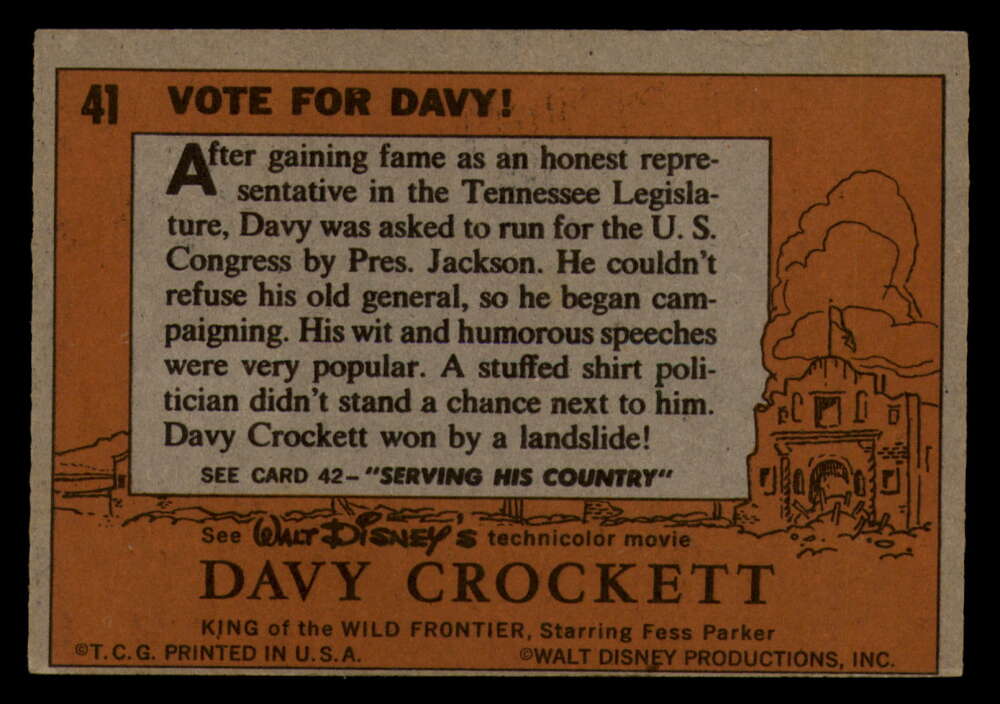 41 VOTE FOR DAVY!
After gaining fame as an honest repre-
sentative in the Tennessee Legisla-
ture, Davy was asked to run for the U. S.
Congress by Pres. Jackson. He couldn't
refuse his old general, so he began cam-
paigning. His wit and humorous speeches
were very popular. A stuffed shirt poli-
tician didn't stand a chance next to him.
Davy Crockett won by a landslide!
SEE CARD 42—"SERVING HIS COUNTRY"
See WALT DISNEY'S technicolor movie
DAVY CROCKETT
KING of the WILD FRONTIER, Starring Fess Parker
©T. C. G. PRINTED IN U. S. A. ©WALT DISNEY PRODUCTIONS, INC.